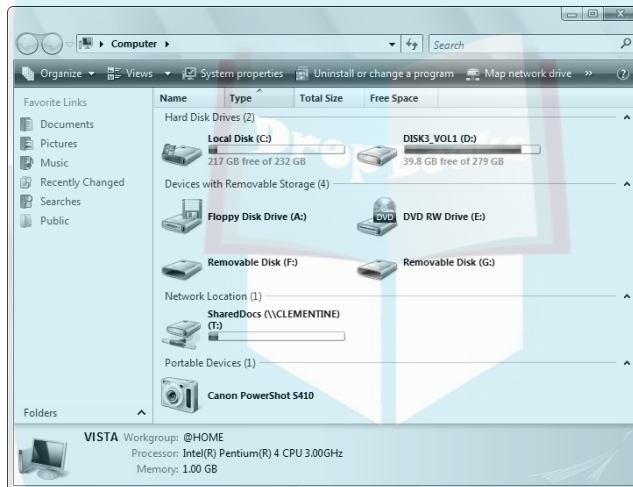 Computer
Search
Organize Views System properties Uninstall or change a program Map network drive »
Favorite Links
Documents
Pictures
Music
Recently Changed
Searches
Public
Folders
Name Type Total Size Free Space
Hard Disk Drives (2)
Local Disk (C:) DISK3_VOL1 (D:)
217 GB free of 232 GB 39.8 GB free of 279 GB
Devices with Removable Storage (4)
Floppy Disk Drive (A:) DVD DVD RW Drive (E:)
Removable Disk (F:) Removable Disk (G:)
Network Location (1)
SharedDocs (\\CLEMENTINE)
(T:)
Portable Devices (1)
Canon PowerShot S410
VISTA Workgroup: @HOME
Processor: Intel(R) Pentium(R) 4 CPU 3.00GHz
Memory: 1.00 GB